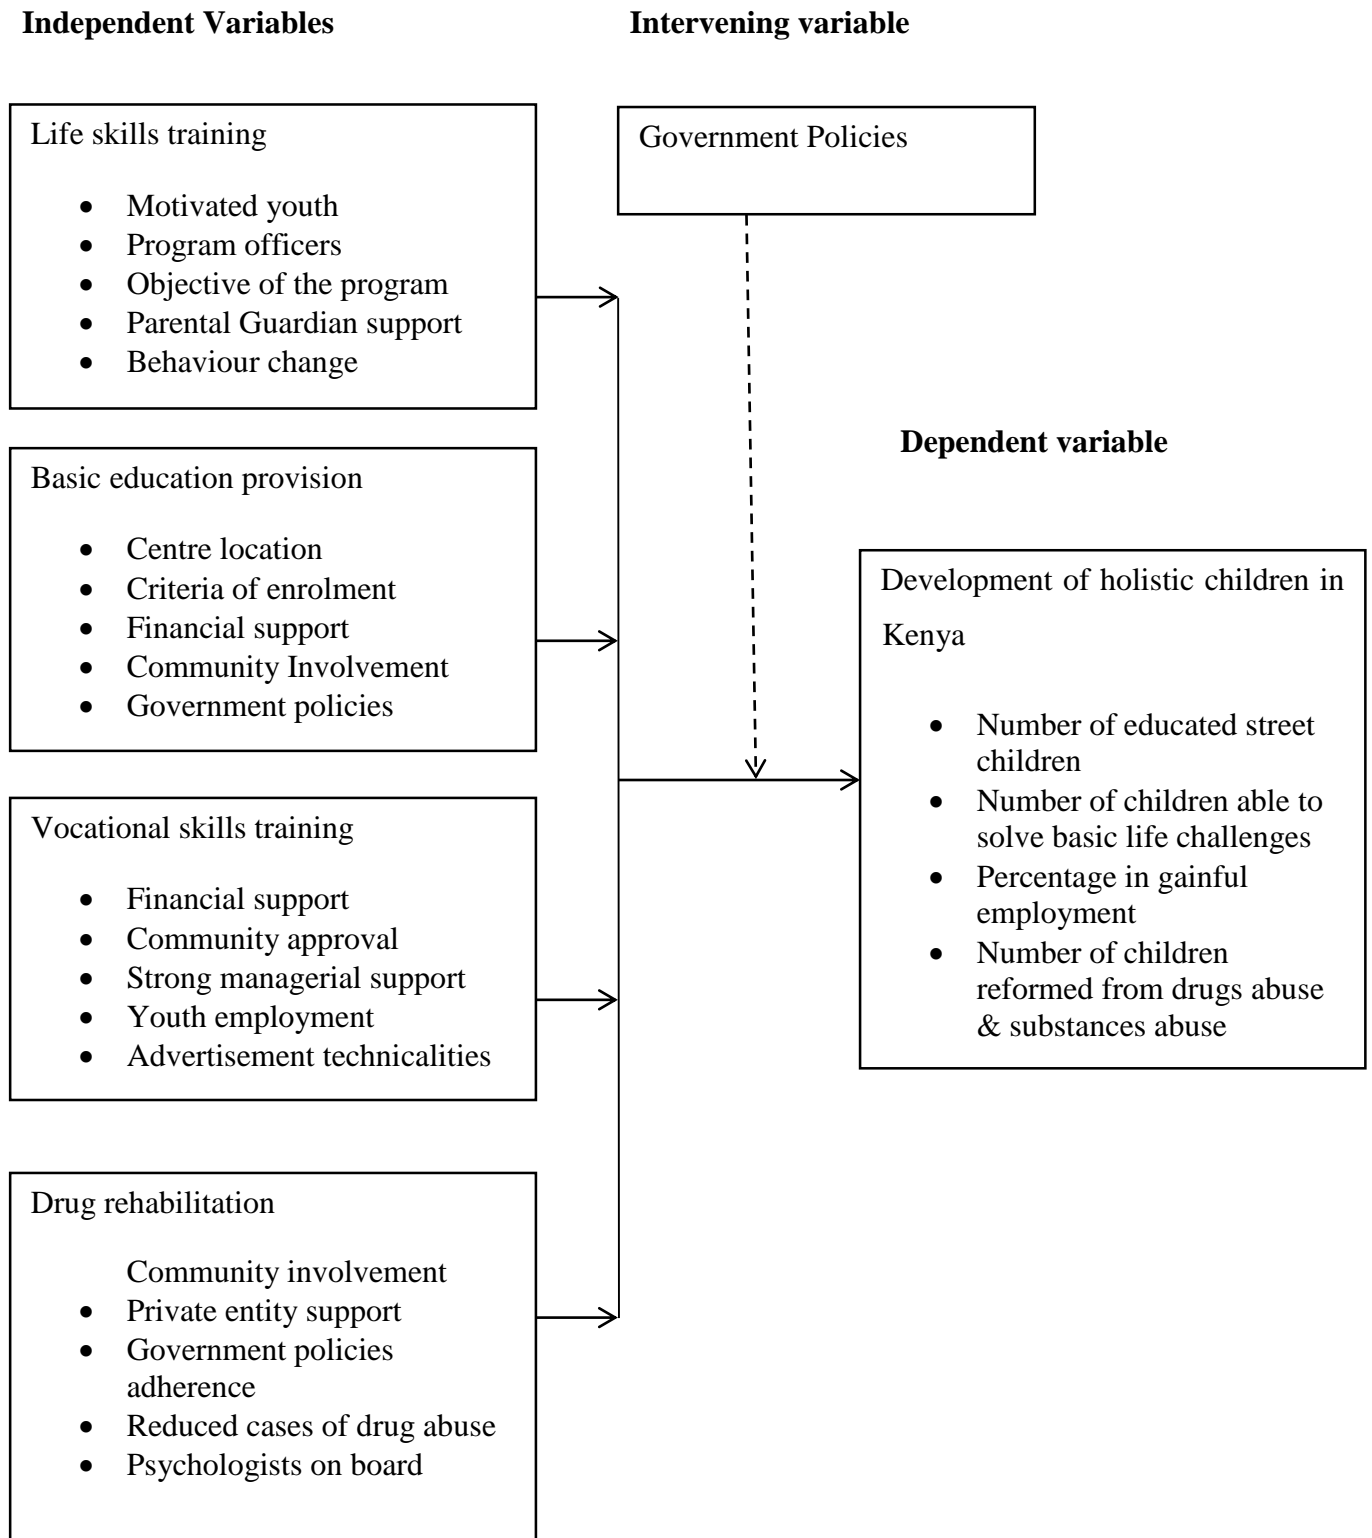 Independent Variables
Intervening variable
Life skills training
• Motivated youth
• Program officers
• Objective of the program
• Parental Guardian support
• Behaviour change
Government Policies
Basic education provision
• Centre location
• Criteria of enrolment
• Financial support
• Community Involvement
• Government policies
Dependent variable
Development of holistic children in
Kenya
• Number of educated street
children
• Number of children able to
solve basic life challenges
• Percentage in gainful
employment
• Number of children
reformed from drugs abuse
& substances abuse
Vocational skills training
• Financial support
• Community approval
• Strong managerial support
• Youth employment
• Advertisement technicalities
Drug rehabilitation
Community involvement
• Private entity support
• Government policies
adherence
• Reduced cases of drug abuse
• Psychologists on board